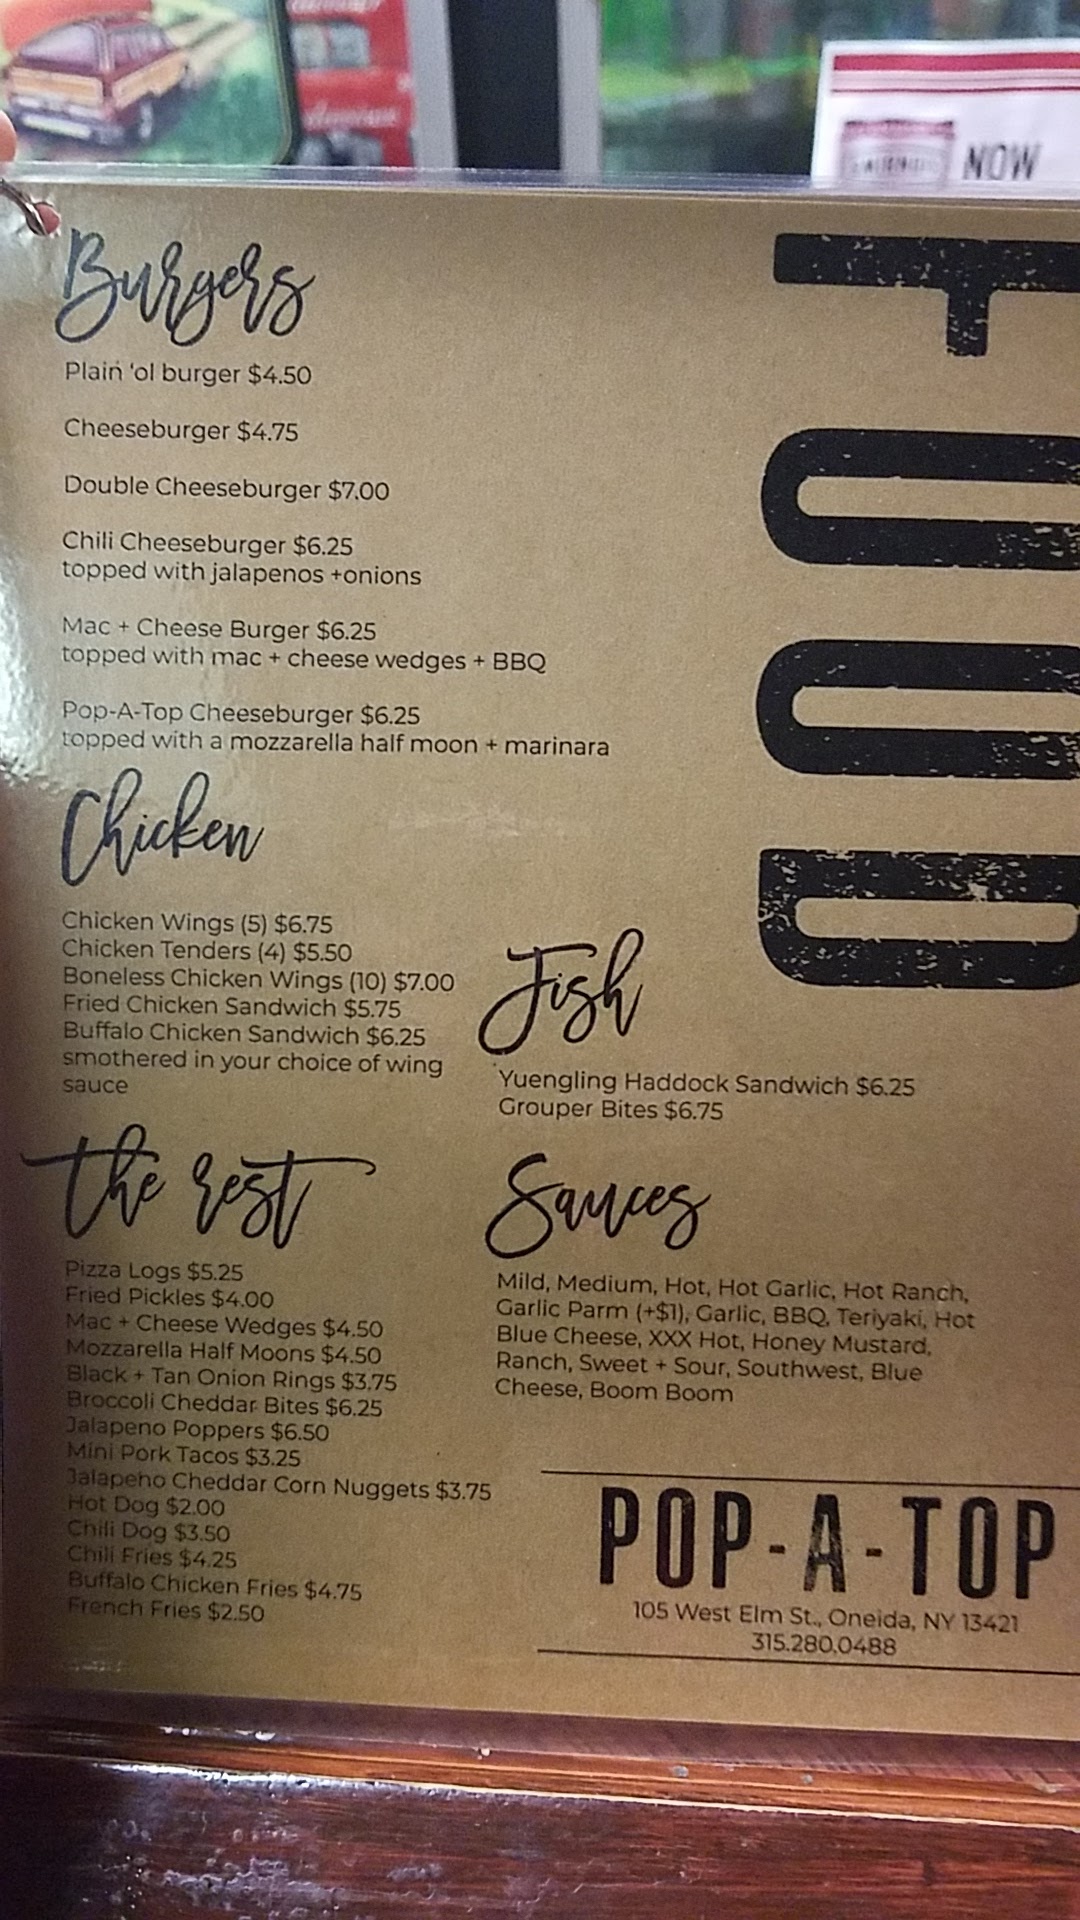 NOW
FOOD
Burgers
Plain 'ol burger $4.50
Cheeseburger $4.75
Double Cheeseburger $7.00
Chili Cheeseburger $6.25
topped with jalapenos +onions
Mac + Cheese Burger $6.25
topped with mac + cheese wedges + BBQ
Pop-A-Top Cheeseburger $6.25
topped with a mozzarella half moon + marinara
Chicken
Chicken Wings (5) $6.75
Chicken Tenders (4) $5.50
Boneless Chicken Wings (10) $7.00
Fried Chicken Sandwich $5.75
Buffalo Chicken Sandwich $6.25
smothered in your choice of wing
sauce
Fish
Yuengling Haddock Sandwich $6.25
Grouper Bites $6.75
the rest
Pizza Logs $5.25
Fried Pickles $4.00
Mac + Cheese Wedges $4.50
Mozzarella Half Moons $4.50
Black + Tan Onion Rings $3.75
Broccoli Cheddar Bites $6.25
Jalapeno Poppers $6.50
Mini Pork Tacos $3.25
Jalapeno Cheddar Corn Nuggets $3.75
Hot Dog $2.00
Chili Dog $3.50
Chili Fries $4.25
Buffalo Chicken Fries $4.75
French Fries $2.50
Sauces
Mild, Medium, Hot, Hot Garlic, Hot Ranch,
Garlic Parm (+$1), Garlic, BBQ, Teriyaki, Hot
Blue Cheese, XXX Hot, Honey Mustard,
Ranch, Sweet + Sour, Southwest, Blue
Cheese, Boom Boom
POP-A-TOP
105 West Elm St., Oneida, NY 13421
315.280.0488